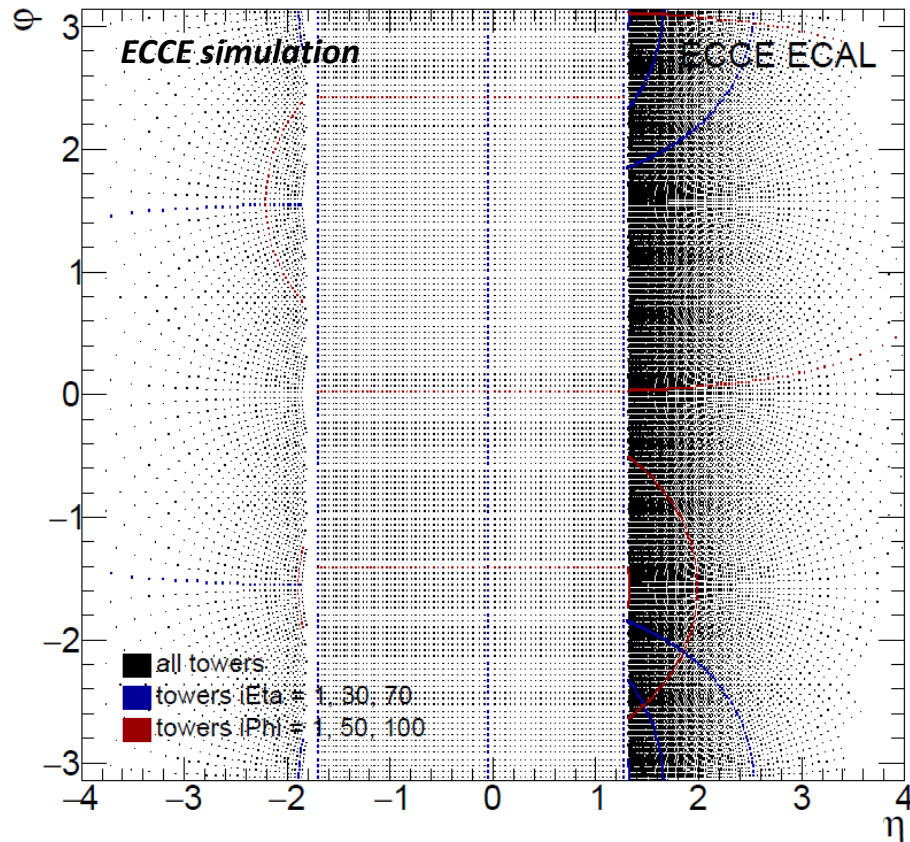 φ
3
ECCE simulation
ECCE ECAL
2
1
0
−1
−2
all towers
towers iEta = 1, 30, 70
towers iPhi = 1, 50, 100
−3
−4 −3 −2 −1 0 1 2 3 4
η